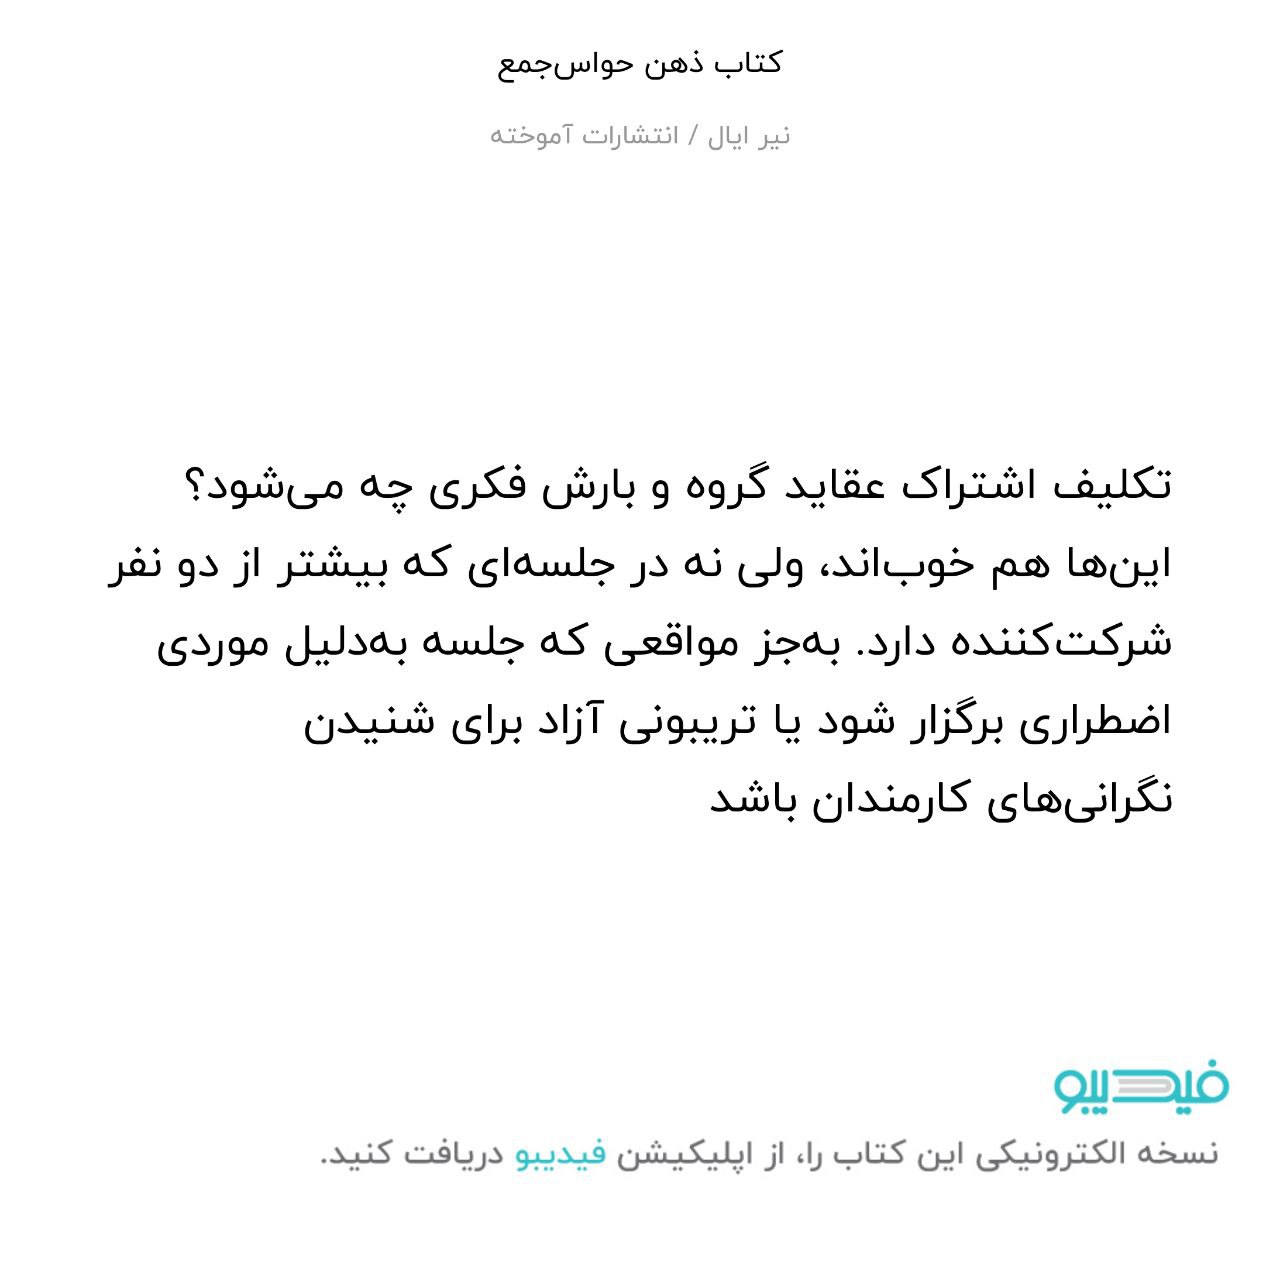 کتاب ذهن حواس‌جمع
نیر ایال / انتشارات آموخته
تکلیف اشتراک عقاید گروه و بارش فکری چه می‌شود؟
این‌ها هم خوب‌اند، ولی نه در جلسه‌ای که بیشتر از دو نفر
شرکت‌کننده دارد. به‌جز مواقعی که جلسه به‌دلیل موردی
اضطراری برگزار شود یا تریبونی آزاد برای شنیدن
نگرانی‌های کارمندان باشد
فیدیبو
نسخه الکترونیکی این کتاب را، از اپلیکیشن فیدیبو دریافت کنید.